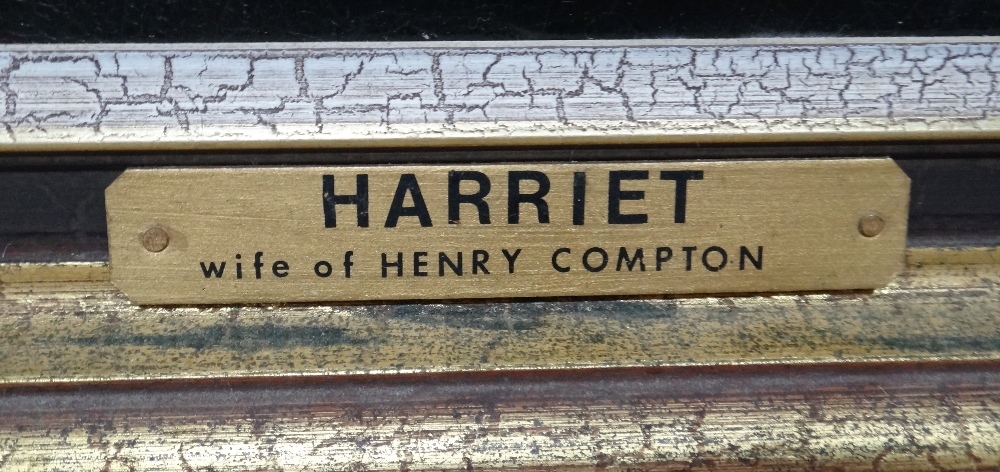 HARRIET
wife of HENRY COMPTON